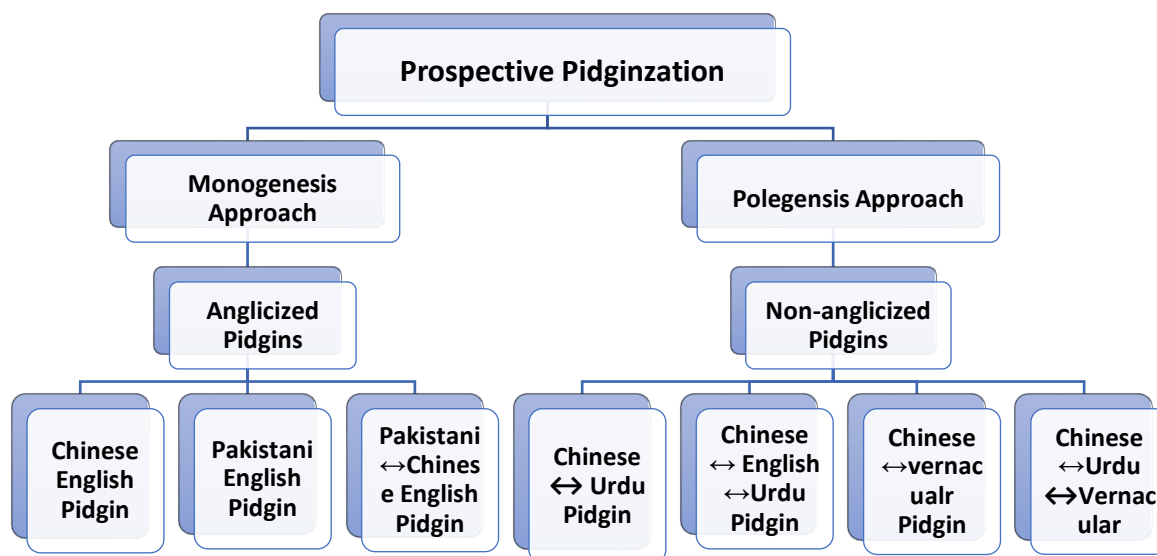 Prospective Pidginzation
Monogenesis
Approach
Polegensis Approach
Anglicized
Pidgins
Non-anglicized
Pidgins
Chinese
English
Pidgin
Pakistani
English
Pidgin
Pakistani
↔Chines
e English
Pidgin
Chinese
↔ Urdu
Pidgin
Chinese
↔ English
↔Urdu
Pidgin
Chinese
↔vernac
ualr
Pidgin
Chinese
↔Urdu
↔Vernac
ular